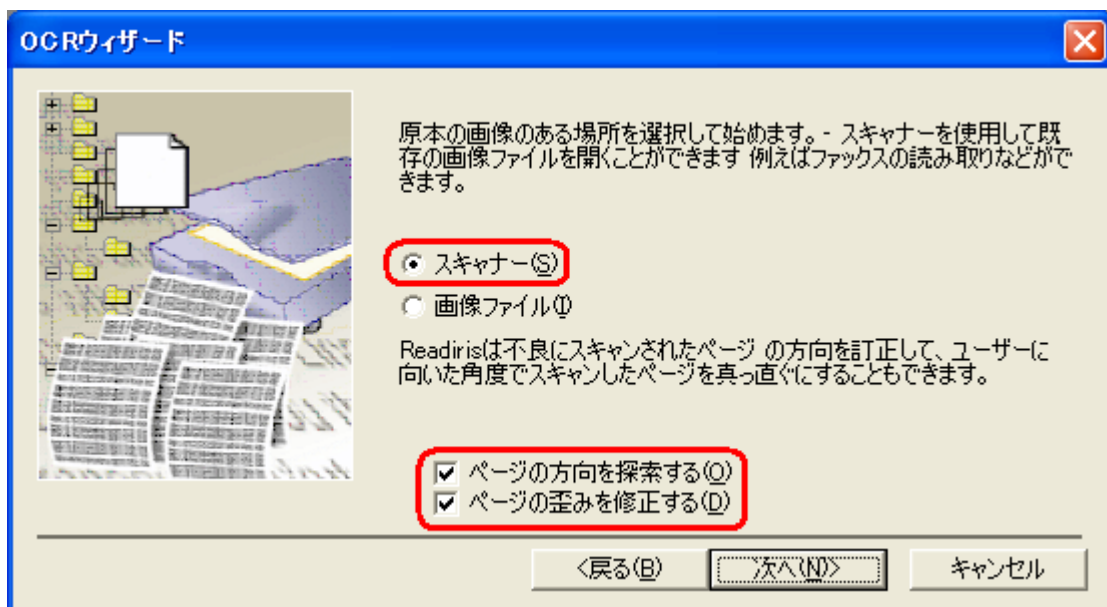 OCRウィザード
原本の画像のある場所を選択して始めます。- スキャナーを使用して既
存の画像ファイルを開くことができます 例えばファックスの読み取りなどがで
きます。
スキャナー(S)
画像ファイル(I)
Readirisは不良にスキャンされたページ の方向を訂正して、ユーザーに
向いた角度でスキャンしたページを真っ直ぐにすることもできます。
ページの方向を探索する(O)
ページの歪みを修正する(D)
<戻る(B)
次へ(N)>
キャンセル